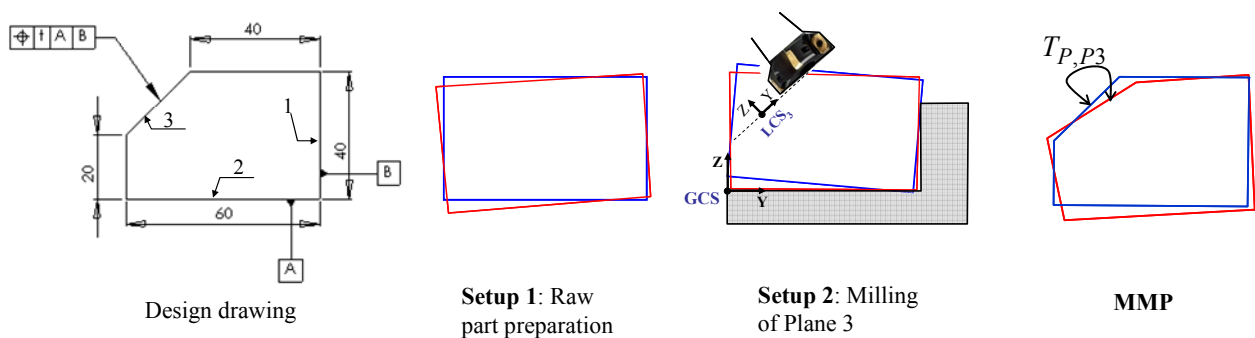 ⌖ t A B
40
1
3
20
40
B
2
60
A
Design drawing
Setup 1: Raw
part preparation
Z
Y
LCS3
Z
GCS
Y
Setup 2: Milling
of Plane 3
TP,P3
MMP